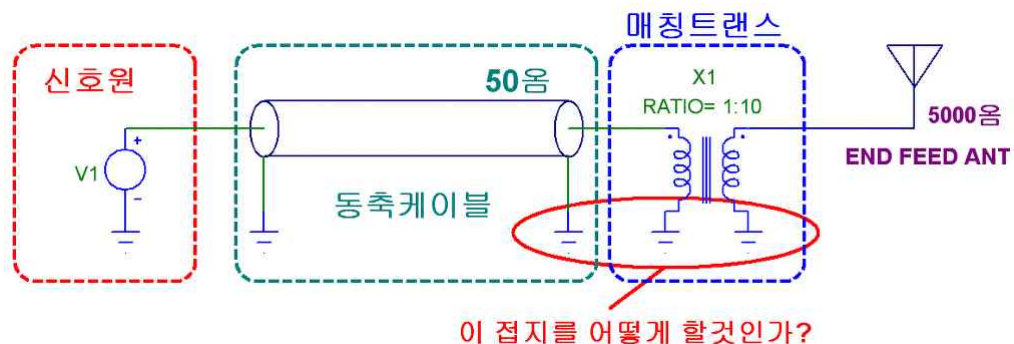 신호원
V1
+
-
50옴
동축케이블
매칭트랜스
X1
RATIO= 1:10
5000옴
END FEED ANT
이 접지를 어떻게 할것인가?